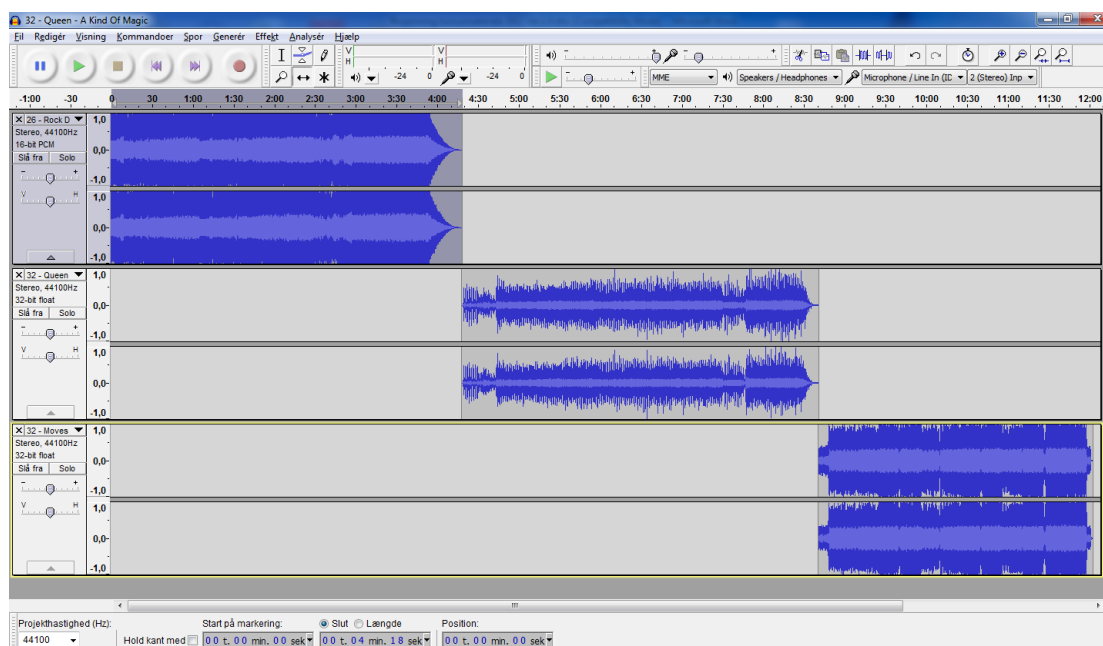 32 - Queen - A Kind Of Magic
Fil Redigér Visning Kommandoer Spor Generér Effekt Analysér Hjælp
V H -24 0 V H -24 0
MME Speakers / Headphones Microphone / Line In (IC 2 (Stereo) Inp
-1:00 -30 0 30 1:00 1:30 2:00 2:30 3:00 3:30 4:00 4:30 5:00 5:30 6:00 6:30 7:00 7:30 8:00 8:30 9:00 9:30 10:00 10:30 11:00 11:30 12:00
X 26 - Rock D 1,0
Stereo, 44100Hz
16-bit PCM 0,0
Slå fra Solo
- + -1,0
V H 1,0
0,0
-1,0
X 32 - Queen 1,0
Stereo, 44100Hz
32-bit float 0,0
Slå fra Solo
- + -1,0
V H 1,0
0,0
-1,0
X 32 - Moves 1,0
Stereo, 44100Hz
32-bit float 0,0
Slå fra Solo
- + -1,0
V H 1,0
0,0
-1,0
Projekthastighed (Hz): Start på markering: Slut Længde Position:
44100 Hold kant med 00 t. 00 min. 00 sek 00 t. 04 min. 18 sek 00 t. 00 min. 00 sek